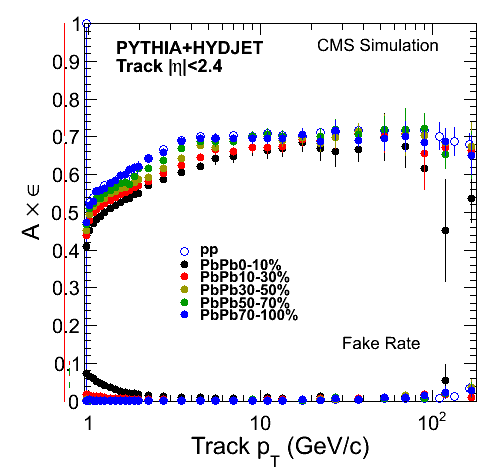 1
0.9
0.8
0.7
0.6
0.5
0.4
0.3
0.2
0.1
0
A × ϵ
PYTHIA+HYDJET
Track |η|<2.4
CMS Simulation
pp
PbPb0-10%
PbPb10-30%
PbPb30-50%
PbPb50-70%
PbPb70-100%
Fake Rate
1 10 10²
Track p_T (GeV/c)